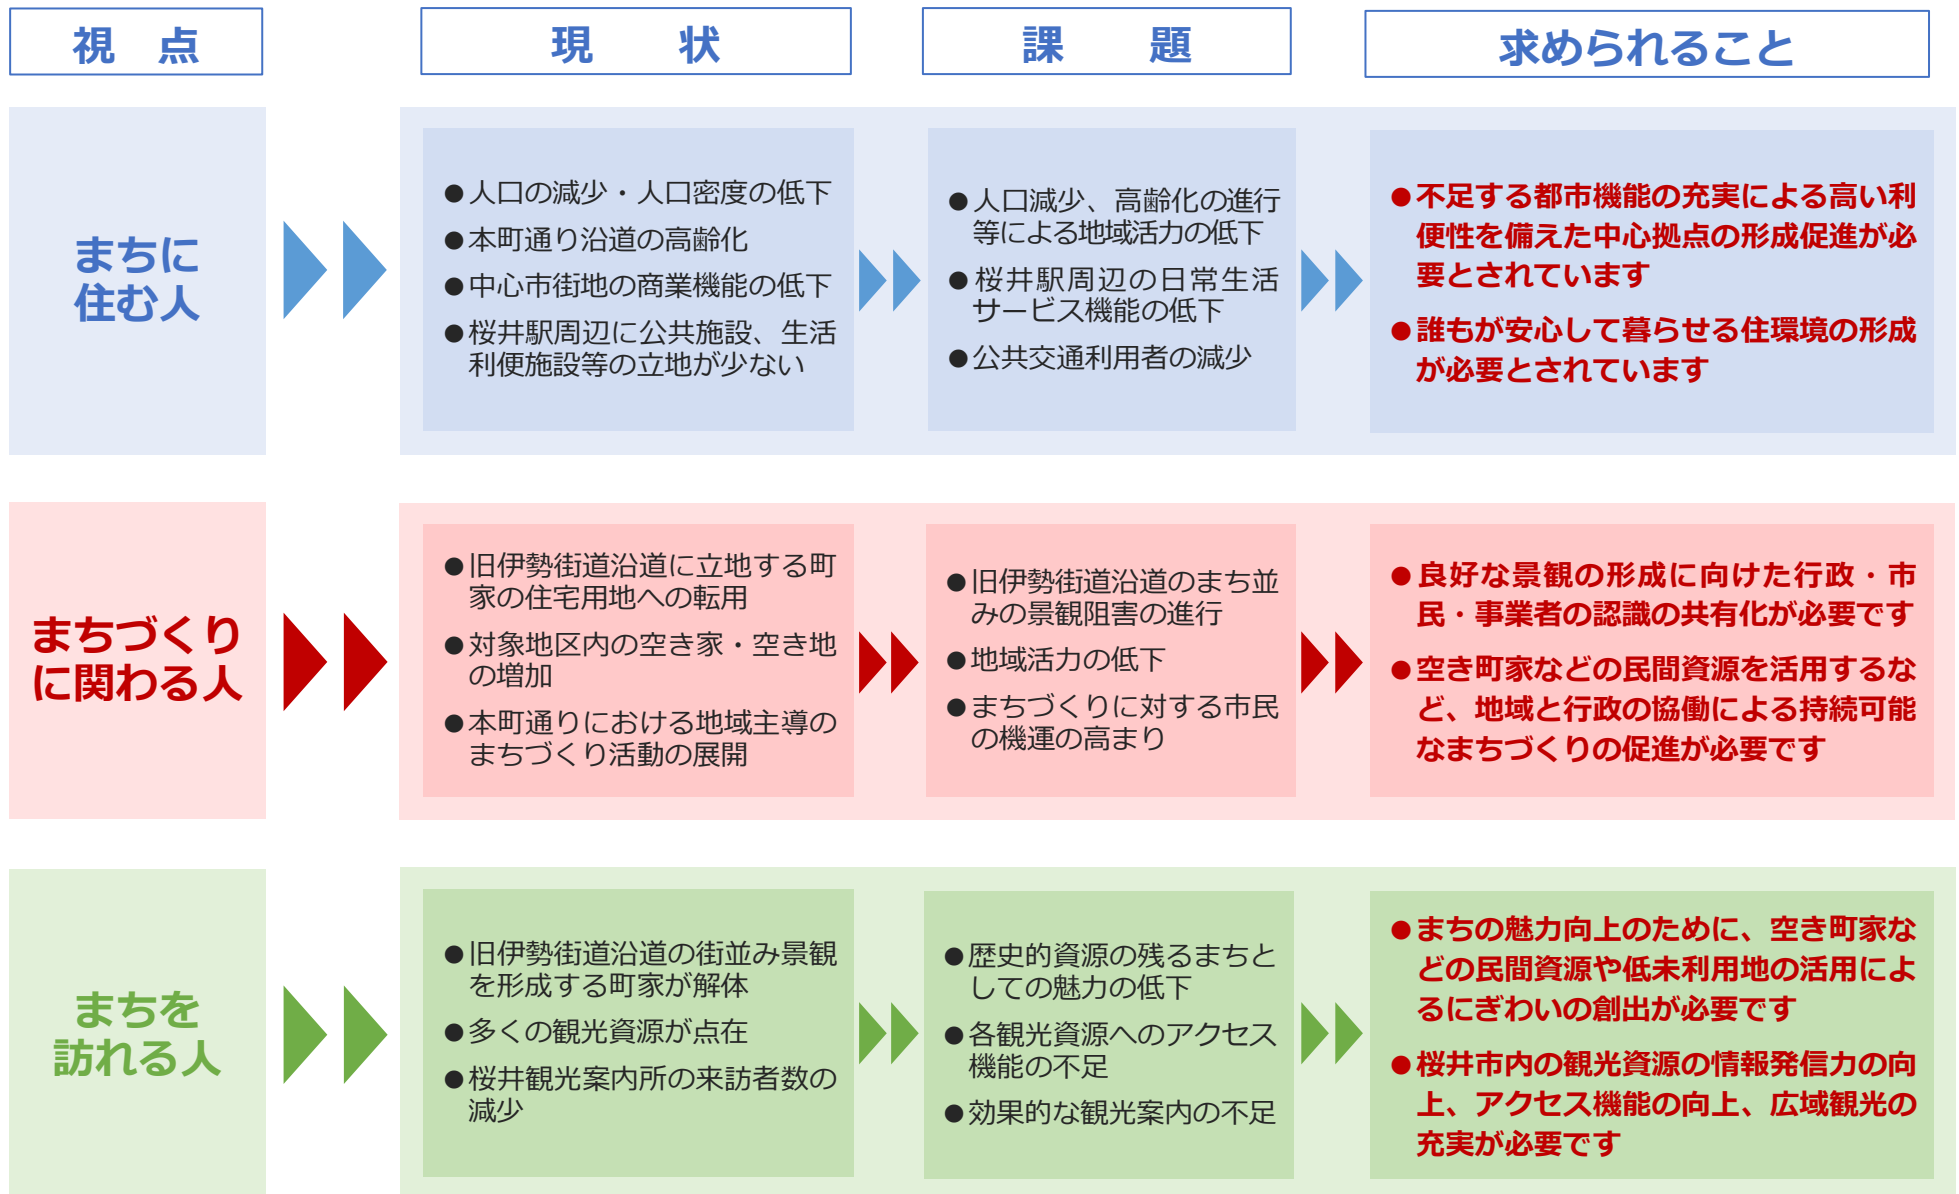 視　点
現　　状
課　　題
求められること
まちに
住む人
●人口の減少・人口密度の低下
●本町通り沿道の高齢化
●中心市街地の商業機能の低下
●桜井駅周辺に公共施設、生活
利便施設等の立地が少ない
●人口減少、高齢化の進行
等による地域活力の低下
●桜井駅周辺の日常生活
サービス機能の低下
●公共交通利用者の減少
●不足する都市機能の充実による高い利
便性を備えた中心拠点の形成促進が必
要とされています
●誰もが安心して暮らせる住環境の形成
が必要とされています
まちづくり
に関わる人
●旧伊勢街道沿道に立地する町
家の住宅用地への転用
●対象地区内の空き家・空き地
の増加
●本町通りにおける地域主導の
まちづくり活動の展開
●旧伊勢街道沿道のまち並
みの景観阻害の進行
●地域活力の低下
●まちづくりに対する市民
の機運の高まり
●良好な景観の形成に向けた行政・市
民・事業者の認識の共有化が必要です
●空き町家などの民間資源を活用するな
ど、地域と行政の協働による持続可能
なまちづくりの促進が必要です
まちを
訪れる人
●旧伊勢街道沿道の街並み景観
を形成する町家が解体
●多くの観光資源が点在
●桜井観光案内所の来訪者数の
減少
●歴史的資源の残るまちと
しての魅力の低下
●各観光資源へのアクセス
機能の不足
●効果的な観光案内の不足
●まちの魅力向上のために、空き町家な
どの民間資源や低未利用地の活用によ
るにぎわいの創出が必要です
●桜井市内の観光資源の情報発信力の向
上、アクセス機能の向上、広域観光の
充実が必要です